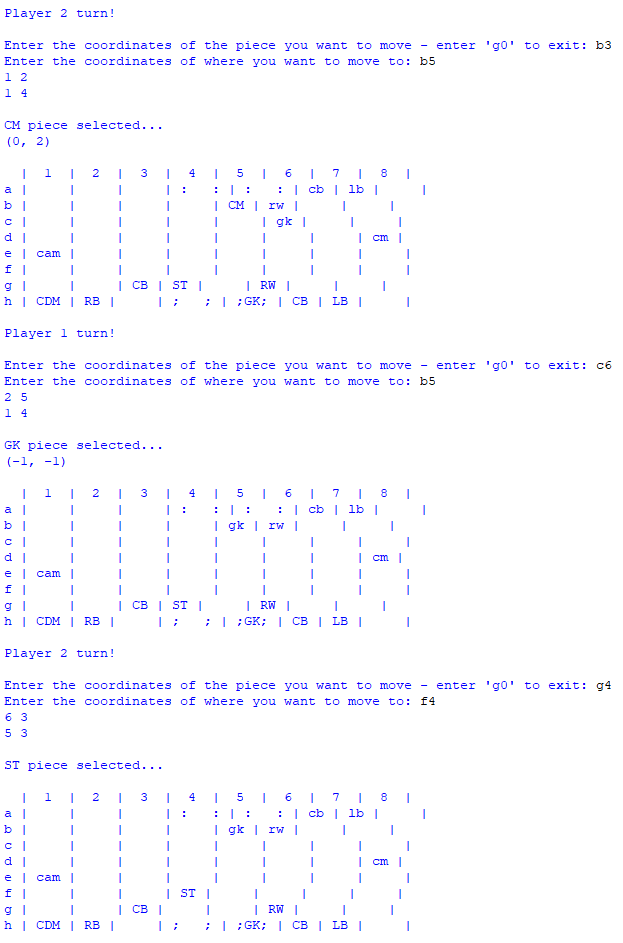 Player 2 turn!
Enter the coordinates of the piece you want to move - enter 'g0' to exit: b3
Enter the coordinates of where you want to move to: b5
1 2
1 4
CM piece selected...
(0, 2)
  |  1  |  2  |  3  |  4  |  5  |  6  |  7  |  8  |
a |     |     |     | :   : | :   : | cb | lb |     |
b |     |     |     |     | CM | rw |     |     |
c |     |     |     |     |     | gk |     |     |
d |     |     |     |     |     |     |     | cm |
e | cam |     |     |     |     |     |     |     |
f |     |     |     |     |     |     |     |     |
g |     |     | CB | ST |     | RW |     |     |
h | CDM | RB |     | ;   ; | ;GK; | CB | LB |     |
Player 1 turn!
Enter the coordinates of the piece you want to move - enter 'g0' to exit: c6
Enter the coordinates of where you want to move to: b5
2 5
1 4
GK piece selected...
(-1, -1)
  |  1  |  2  |  3  |  4  |  5  |  6  |  7  |  8  |
a |     |     |     | :   : | :   : | cb | lb |     |
b |     |     |     |     | gk | rw |     |     |
c |     |     |     |     |     |     |     |     |
d |     |     |     |     |     |     |     | cm |
e | cam |     |     |     |     |     |     |     |
f |     |     |     |     |     |     |     |     |
g |     |     | CB | ST |     | RW |     |     |
h | CDM | RB |     | ;   ; | ;GK; | CB | LB |     |
Player 2 turn!
Enter the coordinates of the piece you want to move - enter 'g0' to exit: g4
Enter the coordinates of where you want to move to: f4
6 3
5 3
ST piece selected...
  |  1  |  2  |  3  |  4  |  5  |  6  |  7  |  8  |
a |     |     |     | :   : | :   : | cb | lb |     |
b |     |     |     |     | gk | rw |     |     |
c |     |     |     |     |     |     |     |     |
d |     |     |     |     |     |     |     | cm |
e | cam |     |     |     |     |     |     |     |
f |     |     |     | ST |     |     |     |     |
g |     |     | CB |     |     | RW |     |     |
h | CDM | RB |     | ;   ; | ;GK; | CB | LB |     |